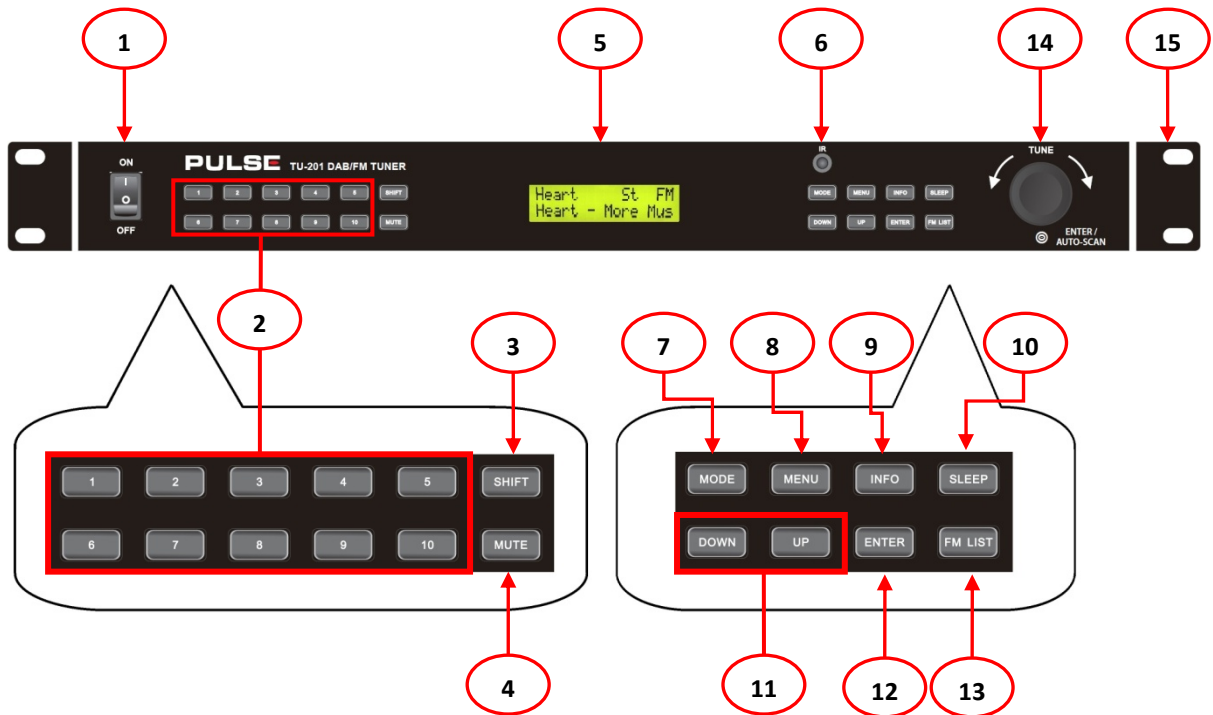 1
5
6
14
15
ON
I
O
OFF
PULSE TU-201 DAB/FM TUNER
1 2 3 4 5 SHIFT
6 7 8 9 10 MUTE
Heart St FM
Heart - More Mus
IR
MODE MENU INFO SLEEP
DOWN UP ENTER FM LIST
TUNE
ENTER /
AUTO-SCAN
2
3
7
8
9
10
1 2 3 4 5 SHIFT
6 7 8 9 10 MUTE
MODE MENU INFO SLEEP
DOWN UP ENTER FM LIST
4
11
12
13